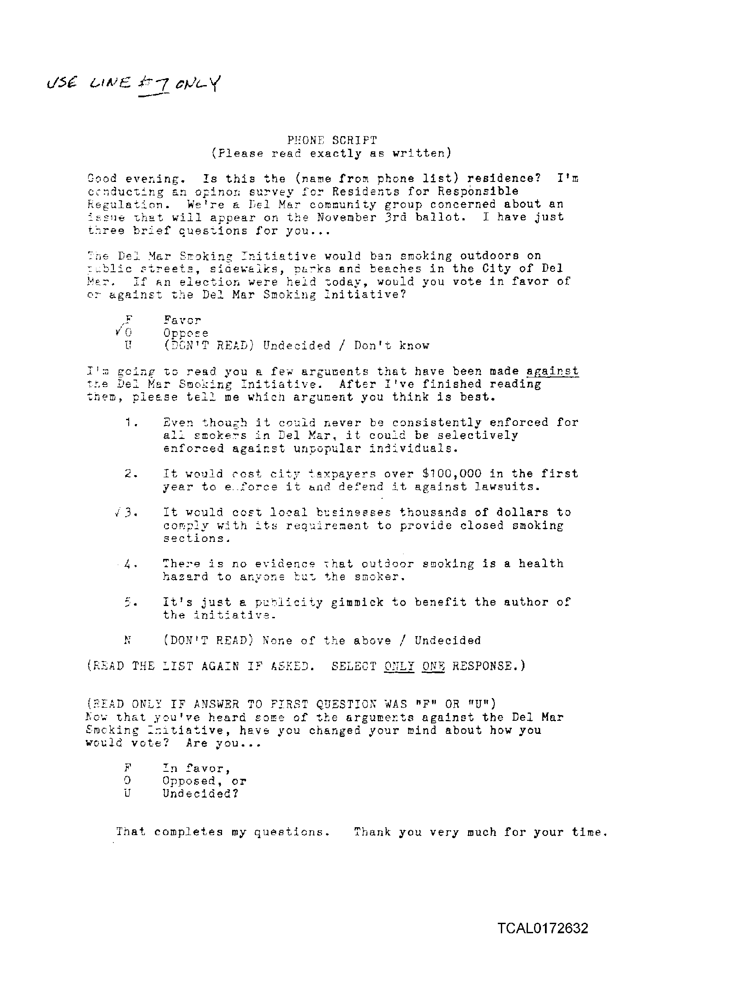 USE LINE #7 ONLY
PHONE SCRIPT
(Please read exactly as written)
Good evening. Is this the (name from phone list) residence? I'm
conducting an opinon survey for Residents for Responsible
Regulation. We're a Del Mar community group concerned about an
issue that will appear on the November 3rd ballot. I have just
three brief questions for you...
The Del Mar Smoking Initiative would ban smoking outdoors on
public streets, sidewalks, parks and beaches in the City of Del
Mar. If an election were held today, would you vote in favor of
or against the Del Mar Smoking Initiative?
F Favor
✓ O Oppose
U (DON'T READ) Undecided / Don't know
I'm going to read you a few arguments that have been made against
the Del Mar Smoking Initiative. After I've finished reading
them, please tell me which argument you think is best.
1. Even though it could never be consistently enforced for
all smokers in Del Mar, it could be selectively
enforced against unpopular individuals.
2. It would cost city taxpayers over $100,000 in the first
year to enforce it and defend it against lawsuits.
✓ 3. It would cost local businesses thousands of dollars to
comply with its requirement to provide closed smoking
sections.
4. There is no evidence that outdoor smoking is a health
hazard to anyone but the smoker.
5. It's just a publicity gimmick to benefit the author of
the initiative.
N (DON'T READ) None of the above / Undecided
(READ THE LIST AGAIN IF ASKED. SELECT ONLY ONE RESPONSE.)
(READ ONLY IF ANSWER TO FIRST QUESTION WAS "F" OR "U")
Now that you've heard some of the arguments against the Del Mar
Smoking Initiative, have you changed your mind about how you
would vote? Are you...
F In favor,
O Opposed, or
U Undecided?
That completes my questions. Thank you very much for your time.
TCAL0172632